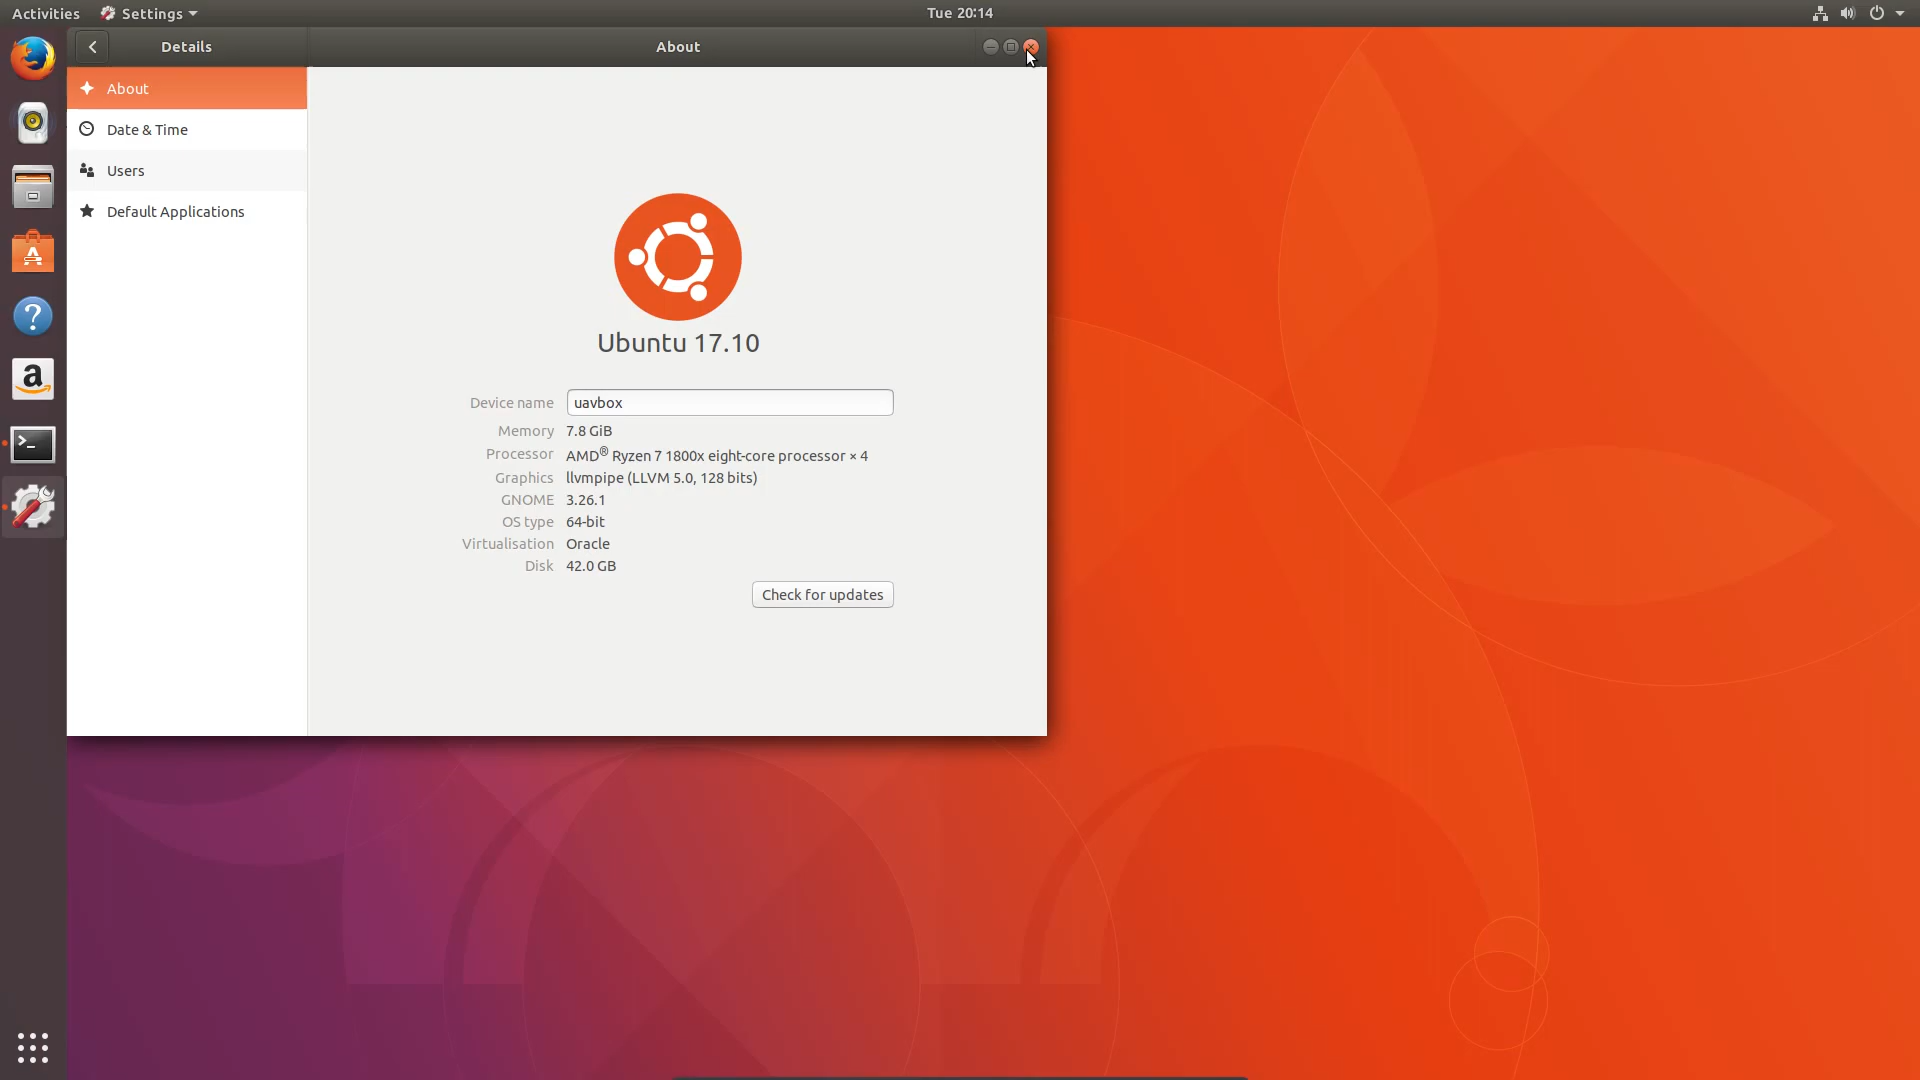 Activities Settings Tue 20:14
Details About
About
Date & Time
Users
Default Applications
Ubuntu 17.10
Device name uavbox
Memory 7.8 GiB
Processor AMD® Ryzen 7 1800x eight-core processor × 4
Graphics llvmpipe (LLVM 5.0, 128 bits)
GNOME 3.26.1
OS type 64-bit
Virtualisation Oracle
Disk 42.0 GB
Check for updates